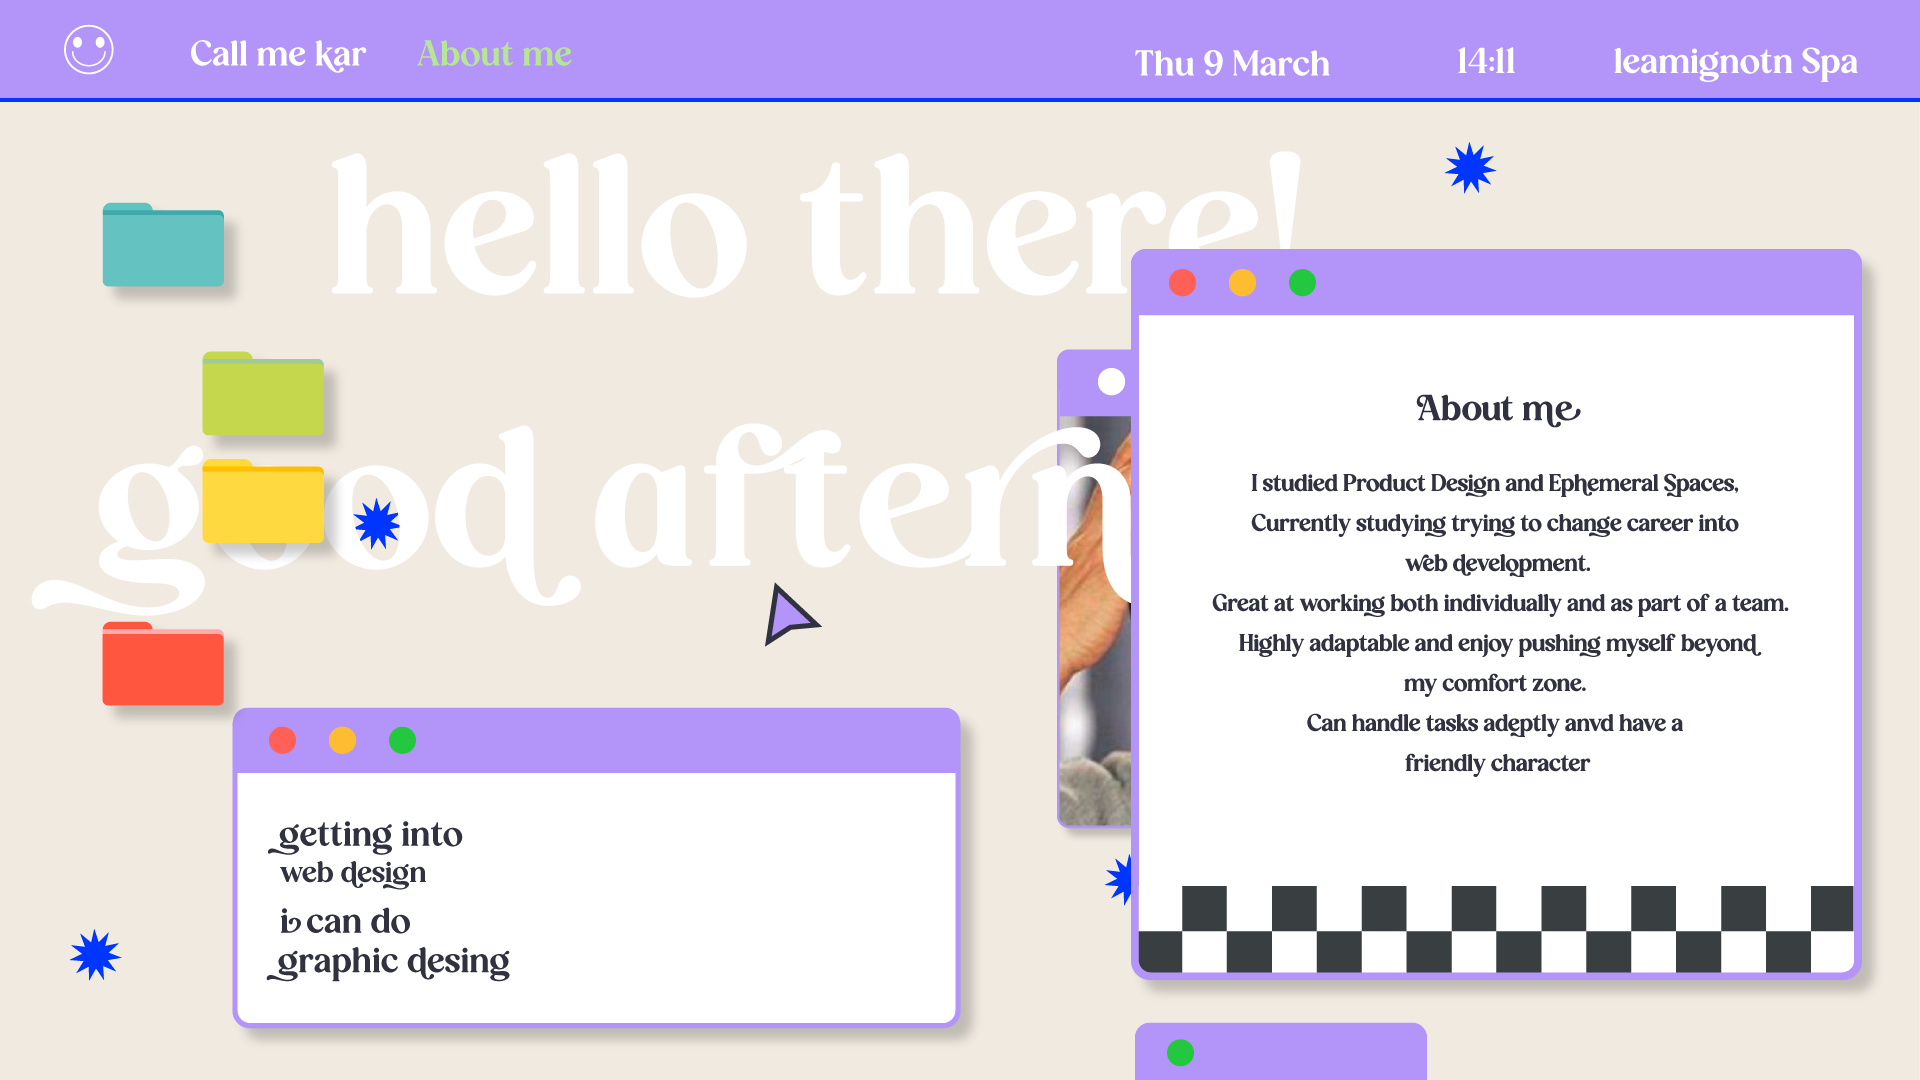 Call me kar
About me
Thu 9 March
14:11
leamignotn Spa
hello there!
good aftern
About me
I studied Product Design and Ephemeral Spaces,
Currently studying trying to change career into
web development.
Great at working both individually and as part of a team.
Highly adaptable and enjoy pushing myself beyond
my comfort zone.
Can handle tasks adeptly anvd have a
friendly character
getting into
web design
i can do
graphic desing